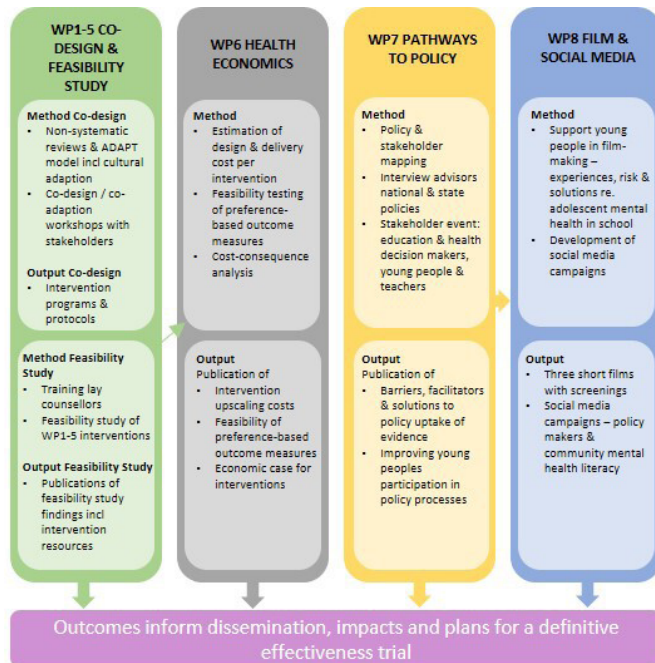 WP1-5 CO-
DESIGN &
FEASIBILITY
STUDY
Method Co-design
• Non-systematic
reviews & ADAPT
model incl cultural
adaption
• Co-design / co-
adaption
workshops with
stakeholders
Output Co-design
• Intervention
programs &
protocols
Method Feasibility
Study
• Training lay
counsellors
• Feasibility study of
WP1-5 interventions
Output Feasibility Study
• Publications of
feasibility study
findings incl
intervention
resources
WP6 HEALTH
ECONOMICS
Method
• Estimation of
design & delivery
cost per
intervention
• Feasibility testing
of preference-
based outcome
measures
• Cost-consequence
analysis
Output
Publication of
• Intervention
upscaling costs
• Feasibility of
preference-based
outcome measures
• Economic case for
interventions
WP7 PATHWAYS
TO POLICY
Method
• Policy &
stakeholder
mapping
• Interview advisors
national & state
policies
• Stakeholder event:
education & health
decision makers,
young people &
teachers
Output
Publication of
• Barriers, facilitators
& solutions to
policy uptake of
evidence
• Improving young
peoples
participation in
policy processes
WP8 FILM &
SOCIAL MEDIA
Method
• Support young
people in film-
making –
experiences, risk &
solutions re.
adolescent mental
health in school
• Development of
social media
campaigns
Output
• Three short films
with screenings
• Social media
campaigns – policy
makers &
community mental
health literacy
Outcomes inform dissemination, impacts and plans for a definitive
effectiveness trial